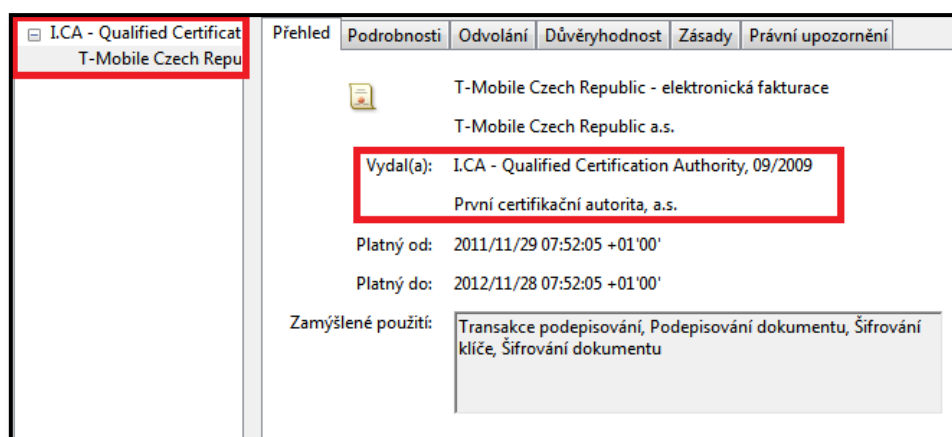 I.CA - Qualified Certificat
T-Mobile Czech Repu
Přehled Podrobnosti Odvolání Důvěryhodnost Zásady Právní upozornění
T-Mobile Czech Republic - elektronická fakturace
T-Mobile Czech Republic a.s.
Vydal(a): I.CA - Qualified Certification Authority, 09/2009
První certifikační autorita, a.s.
Platný od: 2011/11/29 07:52:05 +01'00'
Platný do: 2012/11/28 07:52:05 +01'00'
Zamýšlené použití: Transakce podepisování, Podepisování dokumentu, Šifrování
klíče, Šifrování dokumentu